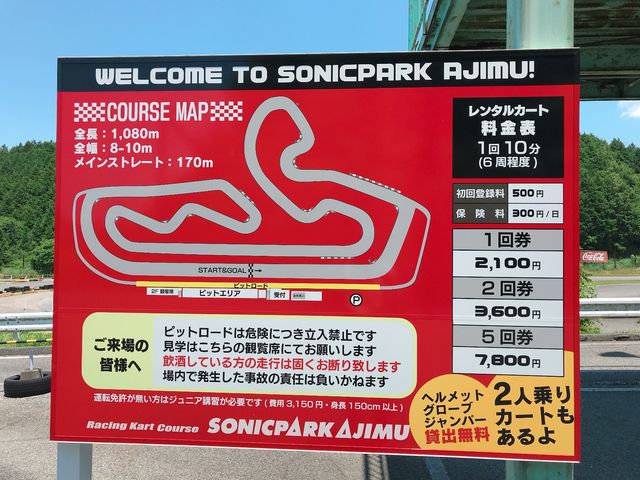 WELCOME TO SONICPARK AJIMU!
COURSE MAP
全長：1,080m
全幅：8-10m
メインストレート：170m
START&GOAL
ピットロード
2F 観覧席
ピットエリア
受付
P
レンタルカート
料金表
1回 10分
(6周程度)
初回登録料 500円
保険料 300円/日
1回券
2,100円
2回券
3,600円
5回券
7,800円
ご来場の
皆様へ
ピットロードは危険につき立入禁止です
見学はこちらの観覧席にてお願いします
飲酒している方の走行は固くお断り致します
場内で発生した事故の責任は負いかねます
運転免許が無い方はジュニア講習が必要です(費用3,150円・身長150cm以上)
Racing Kart Course SONICPARK AJIMU
ヘルメット
グローブ
ジャンパー
貸出無料
2人乗り
カートも
あるよ
Coca-Cola